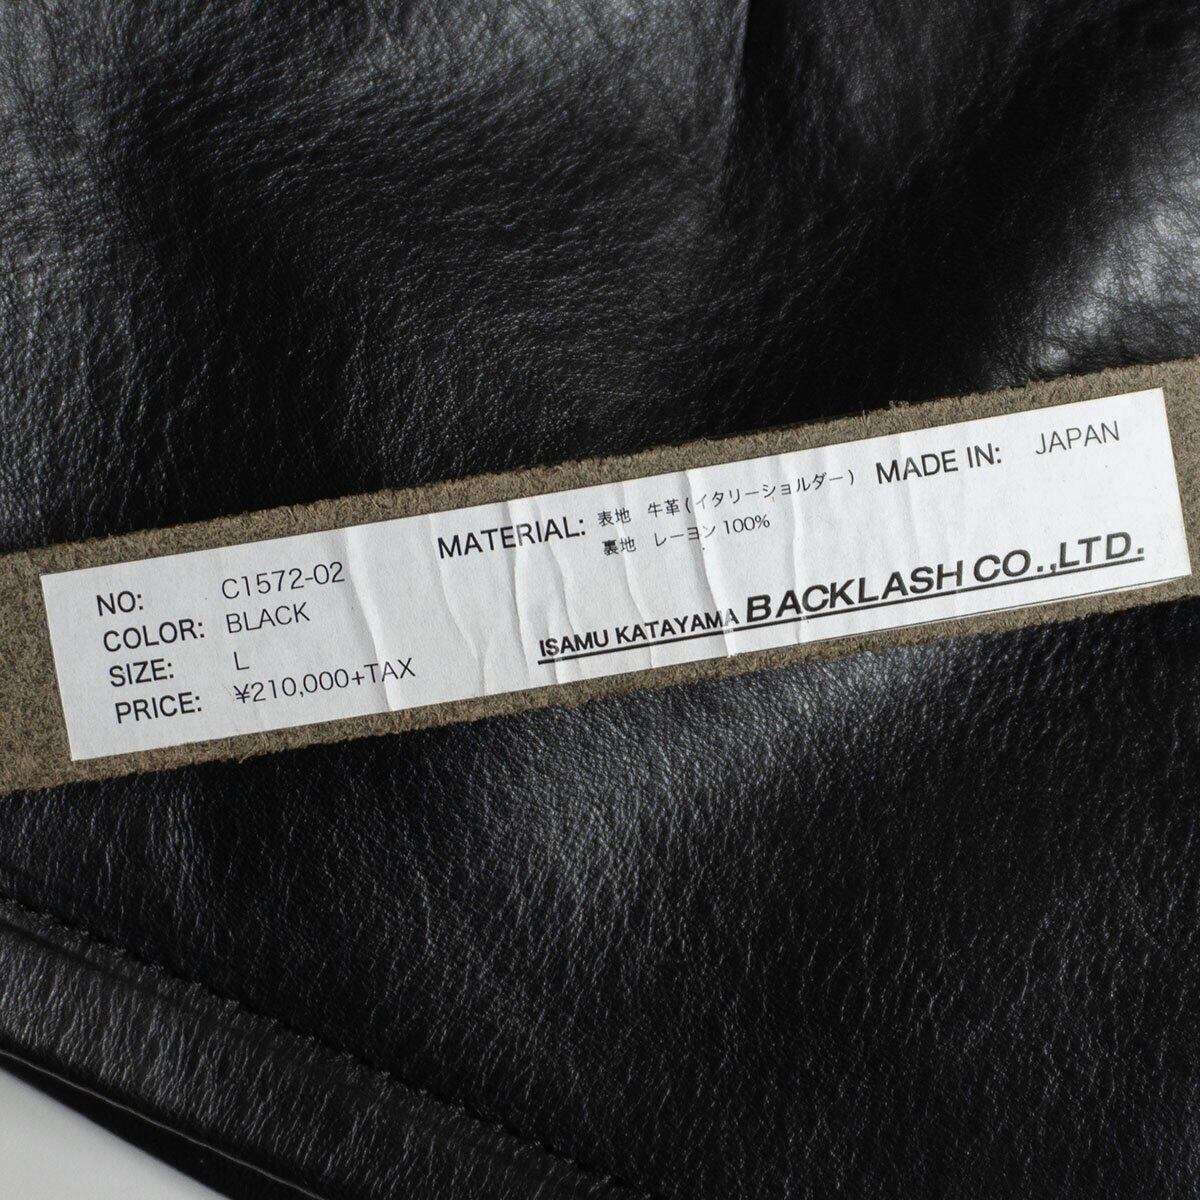 NO: C1572-02
COLOR: BLACK
SIZE: L
PRICE: ¥210,000+TAX
MATERIAL: 表地 牛革(イタリーショルダー)
裏地 レーヨン 100%
MADE IN: JAPAN
ISAMU KATAYAMA BACKLASH CO.,LTD.